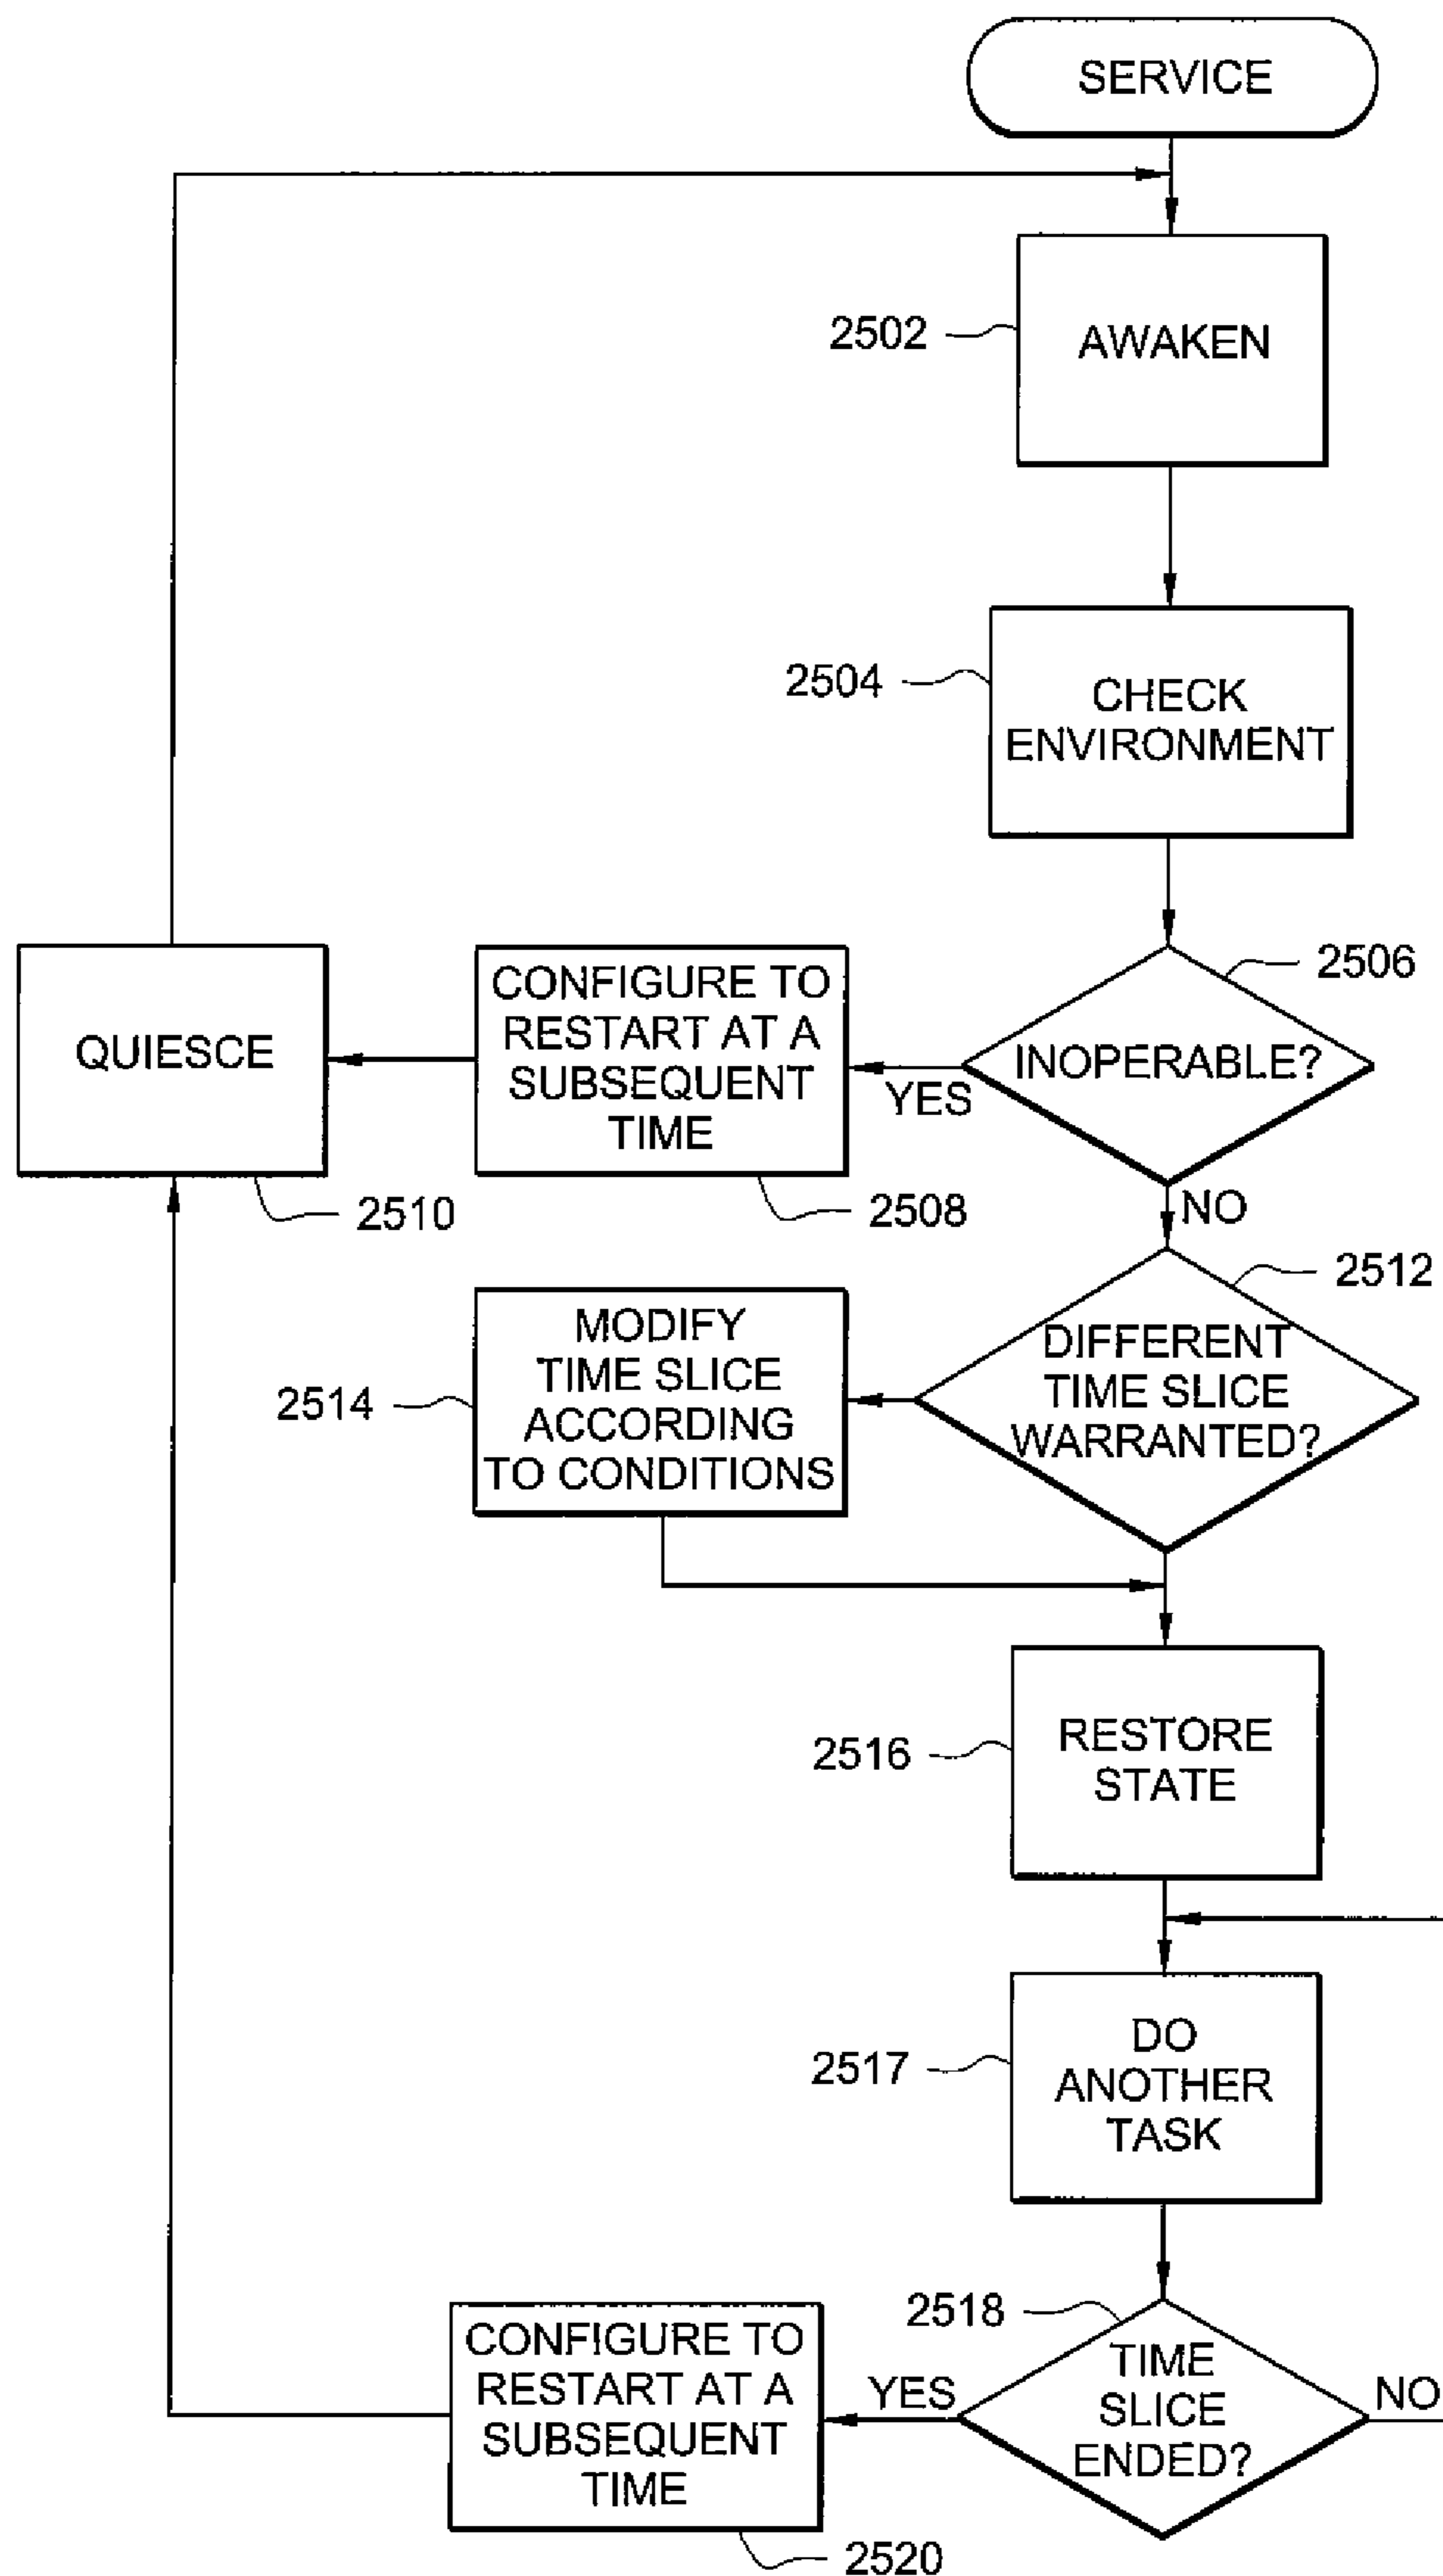 SERVICE
2502
AWAKEN
2504
CHECK
ENVIRONMENT
2506
INOPERABLE?
YES
NO
CONFIGURE TO
RESTART AT A
SUBSEQUENT
TIME
2508
QUIESCE
2510
2512
DIFFERENT
TIME SLICE
WARRANTED?
2514
MODIFY
TIME SLICE
ACCORDING
TO CONDITIONS
2516
RESTORE
STATE
2517
DO
ANOTHER
TASK
2518
TIME
SLICE
ENDED?
YES
NO
CONFIGURE TO
RESTART AT A
SUBSEQUENT
TIME
2520